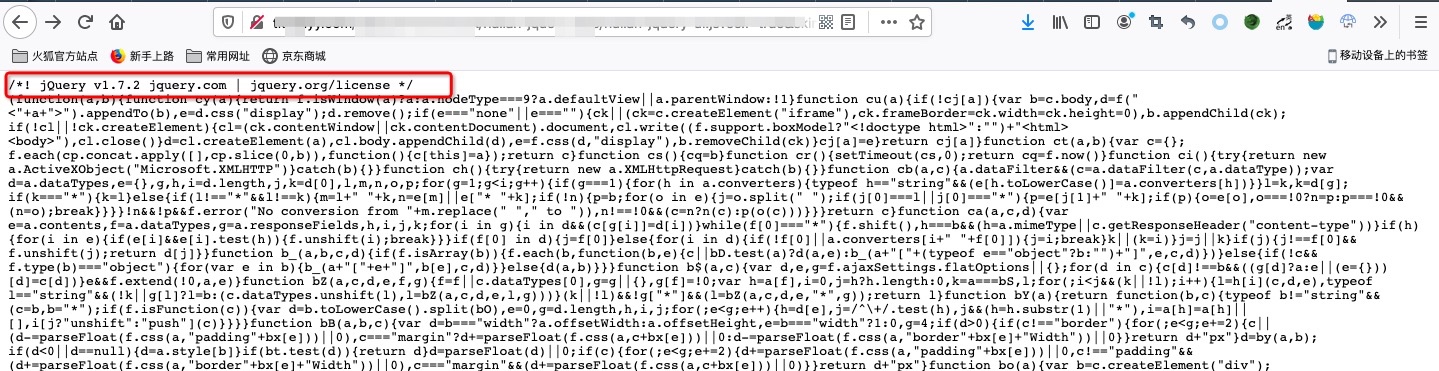 火狐官方站点 新手上路 常用网址 京东商城 移动设备上的书签
/*! jQuery v1.7.2 jquery.com | jquery.org/license */
(function(a,b){function cy(a){return f.isWindow(a)?a:a.nodeType===9?a.defaultView||a.parentWindow:!1}function cu(a){if(!cj[a]){var b=c.body,d=f("
<"+a+">").appendTo(b),e=d.css("display");d.remove();if(e==="none"||e===""){ck||(ck=c.createElement("iframe"),ck.frameBorder=ck.width=ck.height=0),b.appendChild(ck);
if(!cl||!ck.createElement){cl=(ck.contentWindow||ck.contentDocument).document,cl.write((f.support.boxModel?"<!doctype html>":"")+"<html>
<body>"),cl.close()}d=cl.createElement(a),cl.body.appendChild(d),e=f.css(d,"display"),b.removeChild(ck)}cj[a]=e}return cj[a]}function ct(a,b){var c={};
f.each(cp.concat.apply([],cp.slice(0,b)),function(){c[this]=a});return c}function cs(){cq=b}function cr(){setTimeout(cs,0);return cq=f.now()}function ci(){try{return new
a.ActiveXObject("Microsoft.XMLHTTP")}catch(b){}}function ch(){try{return new a.XMLHttpRequest}catch(b){}}function cb(a,c){a.dataFilter&&(c=a.dataFilter(c,a.dataType));var
d=a.dataTypes,e={},g,h,i=d.length,j,k=d[0],l,m,n,o,p;for(g=1;g<i;g++){if(g===1){for(h in a.converters){typeof h=="string"&&(e[h.toLowerCase()]=a.converters[h])}}l=k,k=d[g];
if(k==="*"){k=l}else{if(l!=="*"&&l!==k){m=l+" "+k,n=e[m]||e["* "+k];if(!n){p=b;for(o in e){j=o.split(" ");if(j[0]===l||j[0]==="*"){p=e[j[1]+" "+k];if(p){o=e[o],o===!0?n=p:p===!0&&
(n=o);break}}}}!n&&!p&&f.error("No conversion from "+m.replace(" "," to ")),n!==!0&&(c=n?n(c):p(o(c)))}}}return c}function ca(a,c,d){var
e=a.contents,f=a.dataTypes,g=a.responseFields,h,i,j,k;for(i in g){i in d&&(c[g[i]]=d[i])}while(f[0]==="*"){f.shift(),h===b&&(h=a.mimeType||c.getResponseHeader("content-type"))}if(h)
{for(i in e){if(e[i]&&e[i].test(h)){f.unshift(i);break}}}if(f[0] in d){j=f[0]}else{for(i in d){if(!f[0]||a.converters[i+" "+f[0]]){j=i;break}k||(k=i)}j=j||k}if(j){j!==f[0]&&
f.unshift(j);return d[j]}}function b_(a,b,c,d){if(f.isArray(b)){f.each(b,function(b,e){c||bD.test(a)?d(a,e):b_(a+"["+(typeof e=="object"?b:"")+"]",e,c,d)})}else{if(!c&&
f.type(b)==="object"){for(var e in b){b_(a+"["+e+"]",b[e],c,d)}}else{d(a,b)}}}function b$(a,c){var d,e,g=f.ajaxSettings.flatOptions||{};for(d in c){c[d]!==b&&((g[d]?a:e||(e={}))
[d]=c[d])}e&&f.extend(!0,a,e)}function bZ(a,c,d,e,f,g){f=f||c.dataTypes[0],g=g||{},g[f]=!0;var h=a[f],i=0,j=h?h.length:0,k=a===bS,l;for(;i<j&&(k||!l);i++){l=h[i](c,d,e),typeof
l=="string"&&(!k||g[l]?l=b:(c.dataTypes.unshift(l),l=bZ(a,c,d,e,l,g)))}(k||!l)&&!g["*"]&&(l=bZ(a,c,d,e,"*",g));return l}function bY(a){return function(b,c){typeof b!="string"&&
(c=b,b="*");if(f.isFunction(c)){var d=b.toLowerCase().split(bO),e=0,g=d.length,h,i,j;for(;e<g;e++){h=d[e],j=/^\+/.test(h),j&&(h=h.substr(1)||"*"),i=a[h]=a[h]||
[],i[j?"unshift":"push"](c)}}}}function bB(a,b,c){var d=b==="width"?a.offsetWidth:a.offsetHeight,e=b==="width"?1:0,g=4;if(d>0){if(c!=="border"){for(;e<g;e+=2){c||
(d-=parseFloat(f.css(a,"padding"+bx[e]))||0),c==="margin"?d+=parseFloat(f.css(a,c+bx[e]))||0:d-=parseFloat(f.css(a,"border"+bx[e]+"Width"))||0}}return d+"px"}d=by(a,b);
if(d<0||d==null){d=a.style[b]}if(bt.test(d)){return d}d=parseFloat(d)||0;if(c){for(;e<g;e+=2){d+=parseFloat(f.css(a,"padding"+bx[e]))||0,c!=="padding"&&
(d+=parseFloat(f.css(a,"border"+bx[e]+"Width"))||0),c==="margin"&&(d+=parseFloat(f.css(a,c+bx[e]))||0)}}return d+"px"}function bo(a){var b=c.createElement("div");